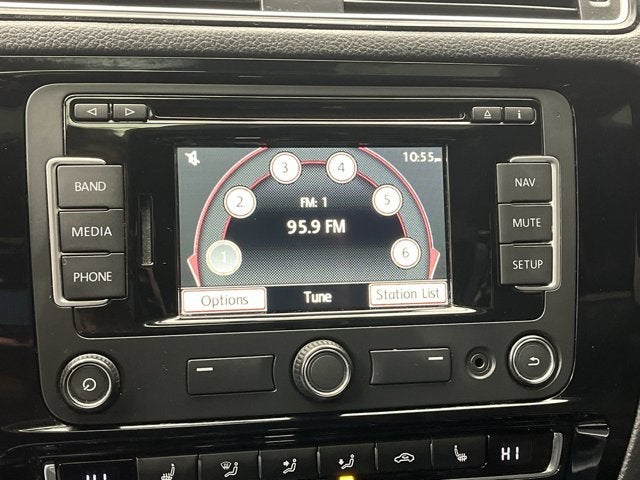 BAND
MEDIA
PHONE
10:55
3
4
2
5
FM: 1
95.9 FM
1
6
Options
Tune
Station List
NAV
MUTE
SETUP
i
HI
HI